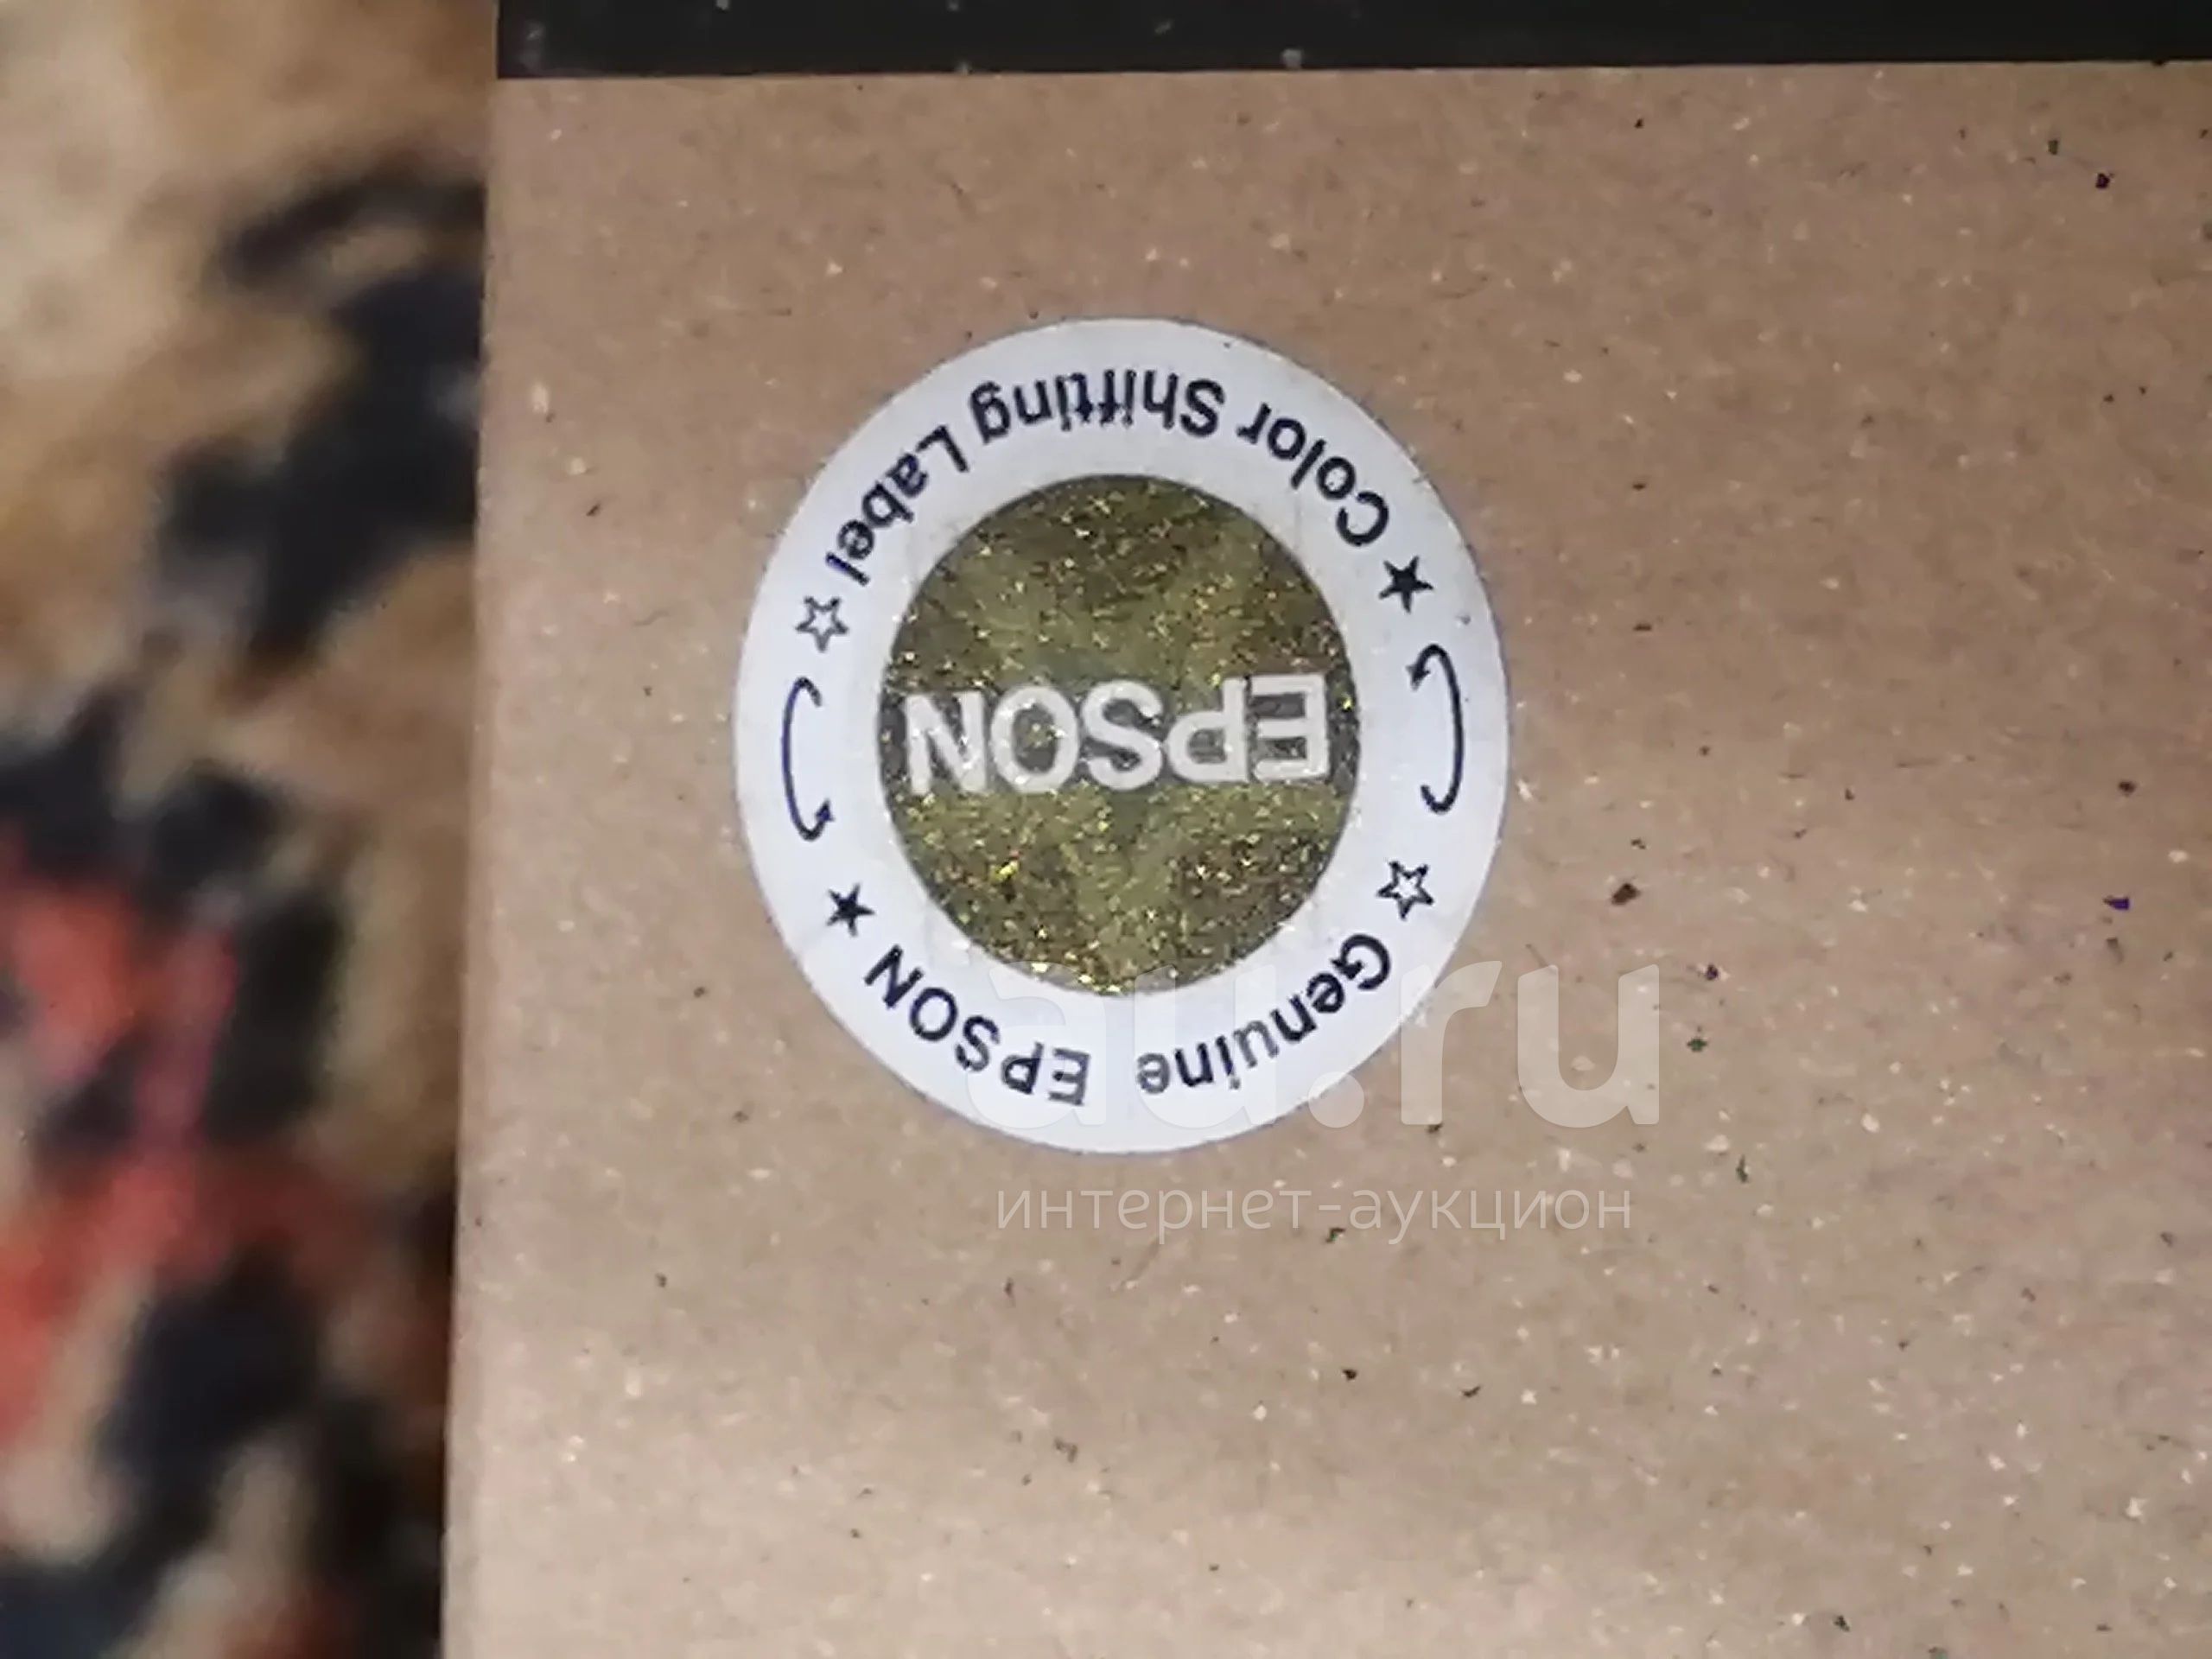 Genuine EPSON
EPSON
Color Shifting Label
au.ru
интернет-аукцион